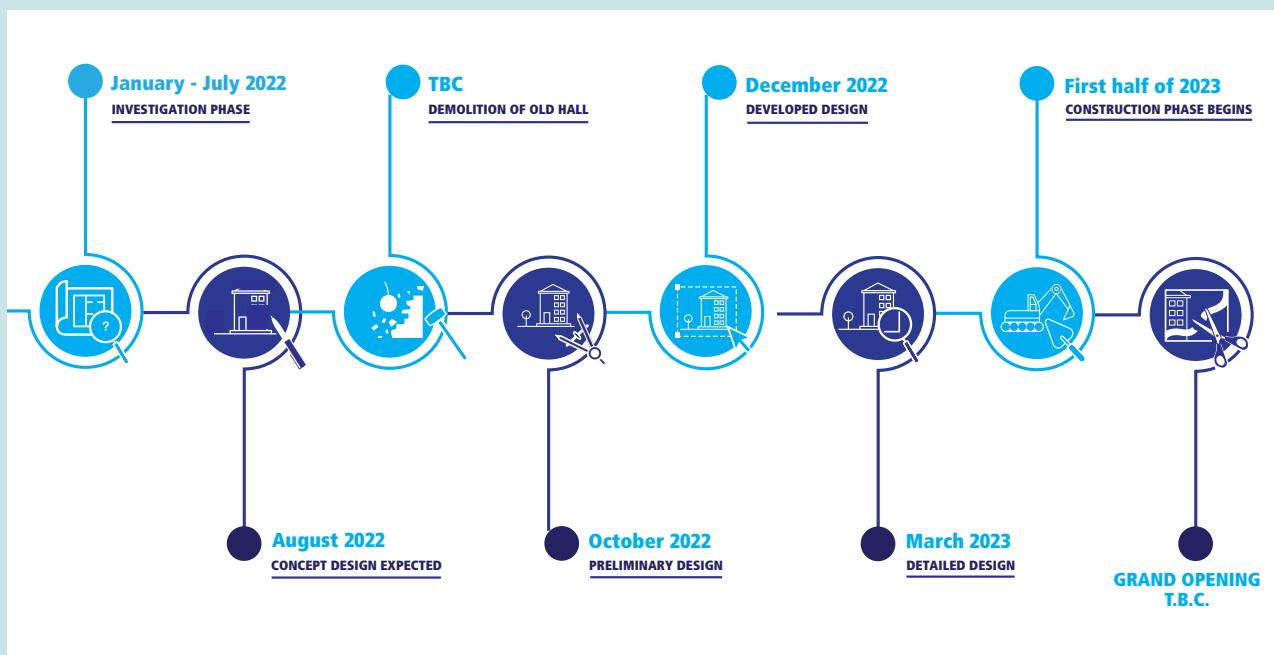 January - July 2022
INVESTIGATION PHASE
TBC
DEMOLITION OF OLD HALL
December 2022
DEVELOPED DESIGN
First half of 2023
CONSTRUCTION PHASE BEGINS
?
August 2022
CONCEPT DESIGN EXPECTED
October 2022
PRELIMINARY DESIGN
March 2023
DETAILED DESIGN
GRAND OPENING
T.B.C.